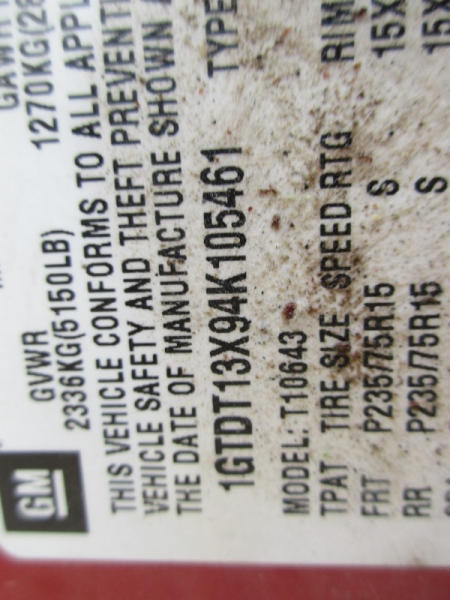 GM
GVWR GAWR
2336KG(5150LB) 1270KG(28
THIS VEHICLE CONFORMS TO ALL APPL
VEHICLE SAFETY AND THEFT PREVENTI
THE DATE OF MANUFACTURE SHOWN
1GTDT13X94K105461 TYPE
MODEL: T10643
TPAT TIRE SIZE SPEED RTG RIM
FRT P235/75R15 S 15X
RR P235/75R15 S 15X